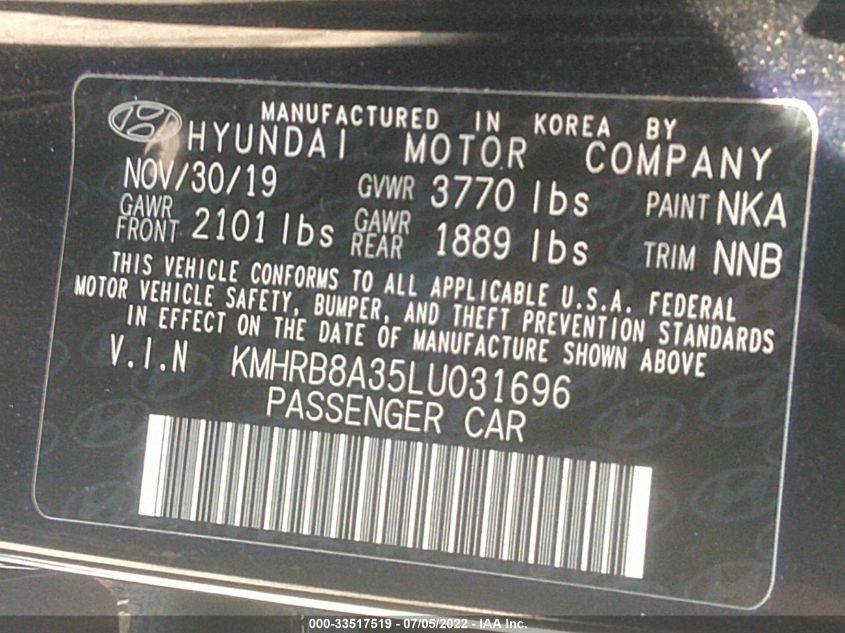 MANUFACTURED IN KOREA BY
HYUNDAI MOTOR COMPANY
NOV/30/19 GVWR 3770 lbs PAINT NKA
GAWR FRONT 2101 lbs GAWR REAR 1889 lbs TRIM NNB
THIS VEHICLE CONFORMS TO ALL APPLICABLE U.S.A. FEDERAL
MOTOR VEHICLE SAFETY, BUMPER, AND THEFT PREVENTION STANDARDS
IN EFFECT ON THE DATE OF MANUFACTURE SHOWN ABOVE
V.I.N KMHRB8A35LU031696
PASSENGER CAR
000-33517519 / 07/05/2022 - IAA Inc.